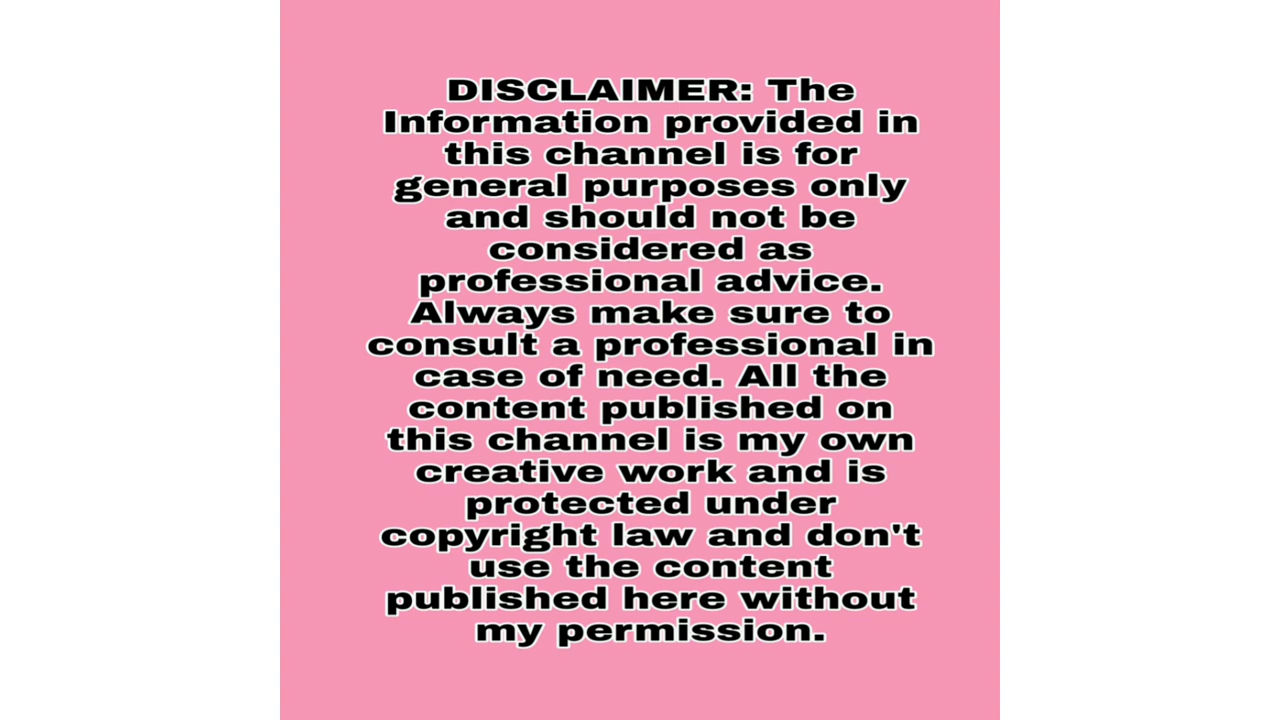 DISCLAIMER: The
Information provided in
this channel is for
general purposes only
and should not be
considered as
professional advice.
Always make sure to
consult a professional in
case of need. All the
content published on
this channel is my own
creative work and is
protected under
copyright law and don't
use the content
published here without
my permission.